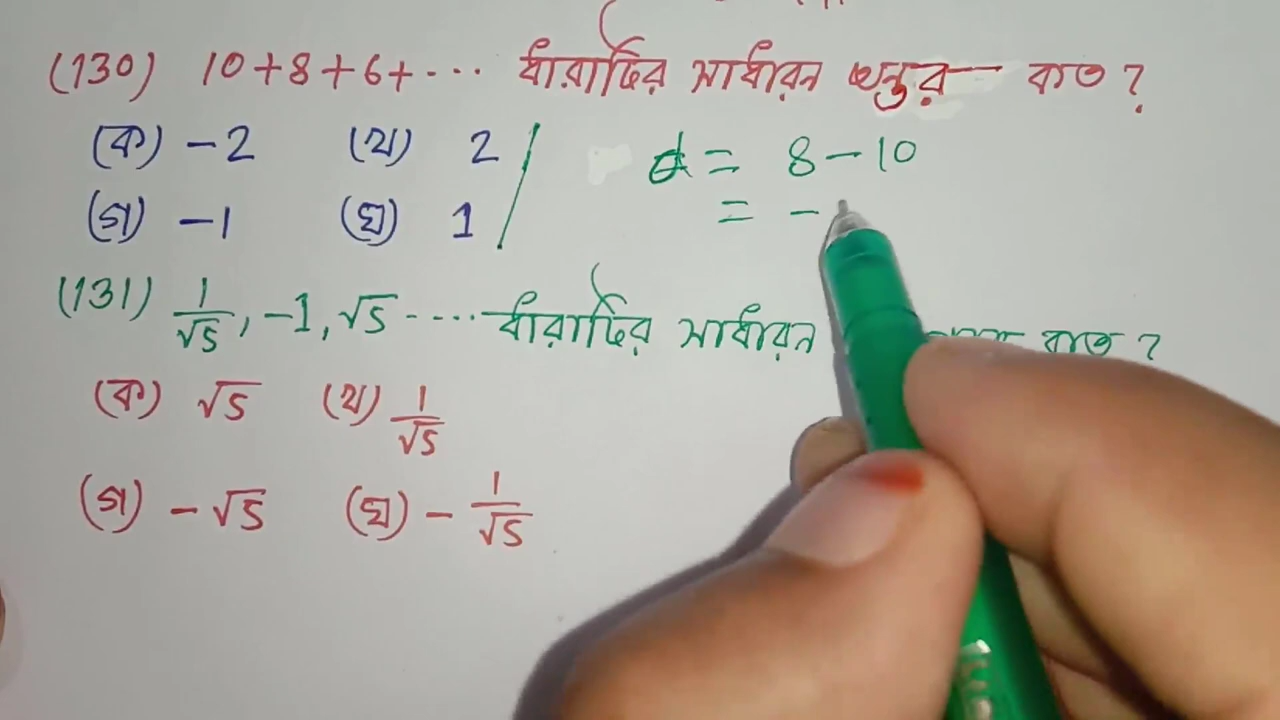 (130) 10+8+6+... ধারাটির সাধারন অন্তর কত ?
(ক) -2 (খ) 2
d = 8-10
(গ) -1 (ঘ) 1
= -
(131) 1/√5, -1, √5 .... ধারাটির সাধারন কত ?
(ক) √5 (খ) 1/√5
(গ) -√5 (ঘ) - 1/√5